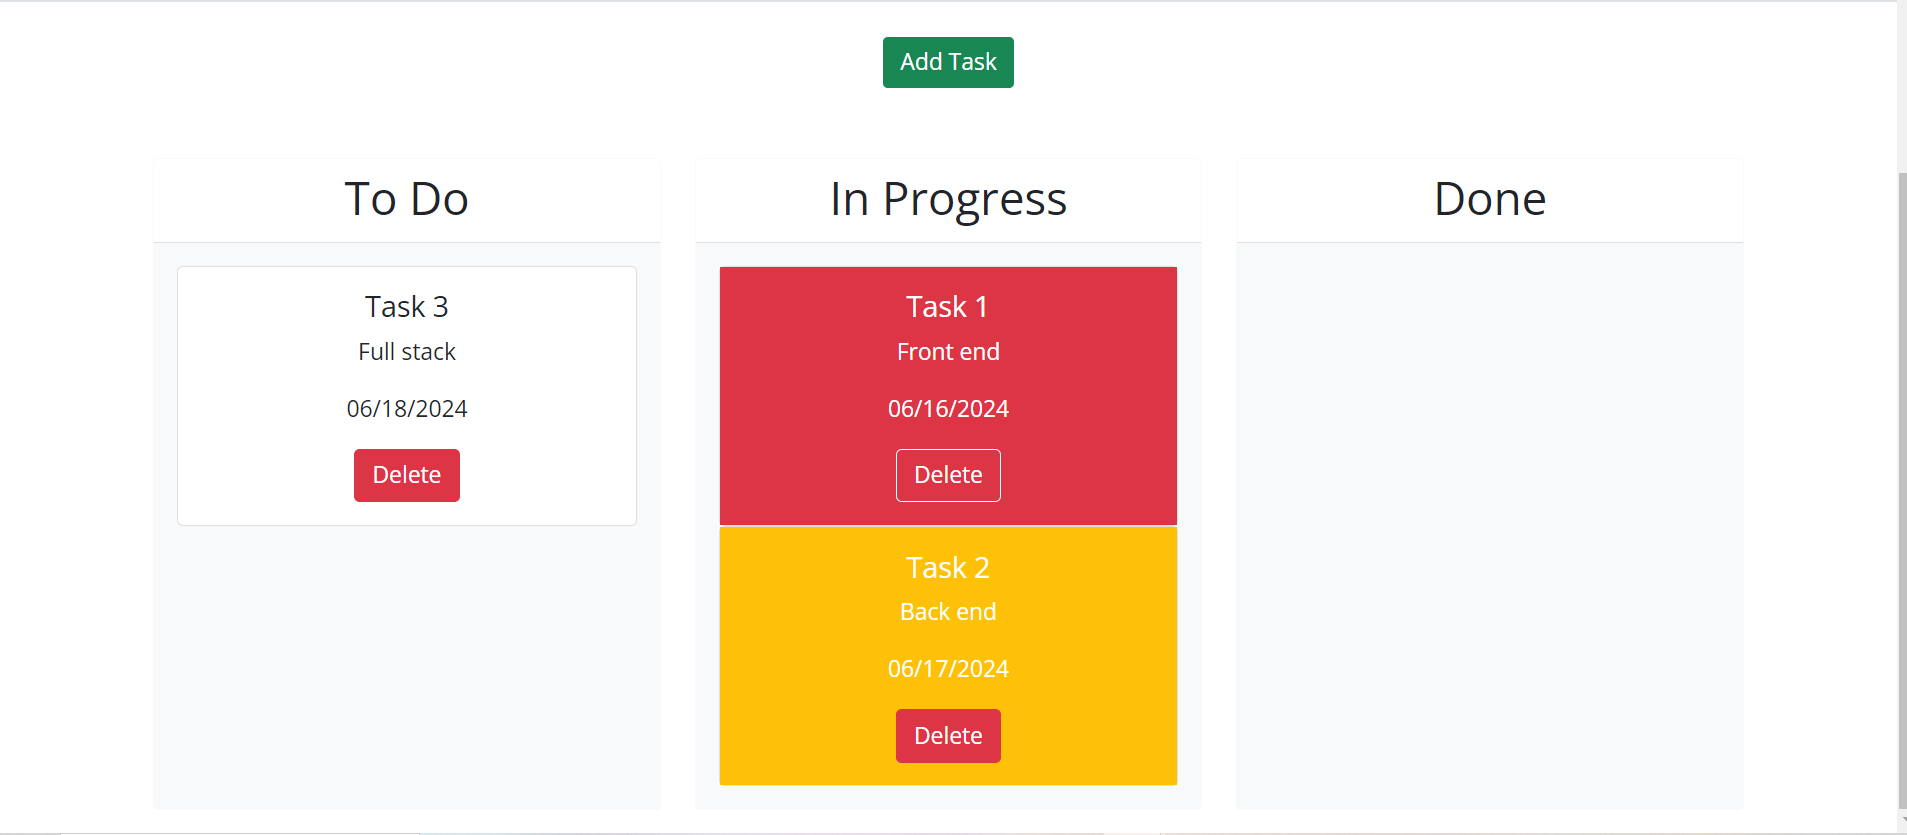 Add Task
To Do
Task 3
Full stack
06/18/2024
Delete
In Progress
Task 1
Front end
06/16/2024
Delete
Task 2
Back end
06/17/2024
Delete
Done